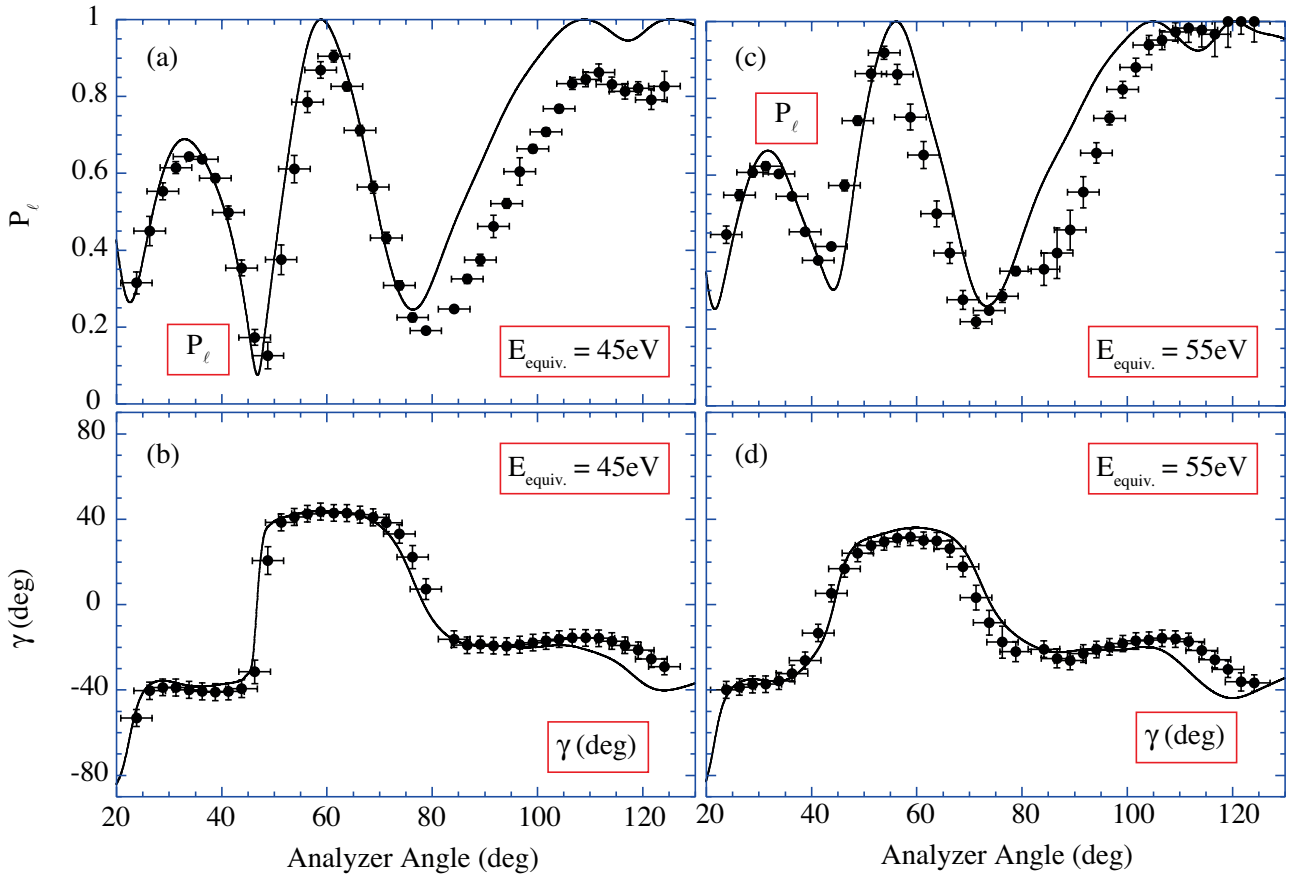 (a)
P_ℓ
P_ℓ
E_equiv. = 45eV
1
0.8
0.6
0.4
0.2
0
(c)
P_ℓ
E_equiv. = 55eV
(b)
E_equiv. = 45eV
γ (deg)
γ (deg)
80
40
0
-40
-80
(d)
E_equiv. = 55eV
γ (deg)
20 40 60 80 100 120
20 40 60 80 100 120
Analyzer Angle (deg)
Analyzer Angle (deg)